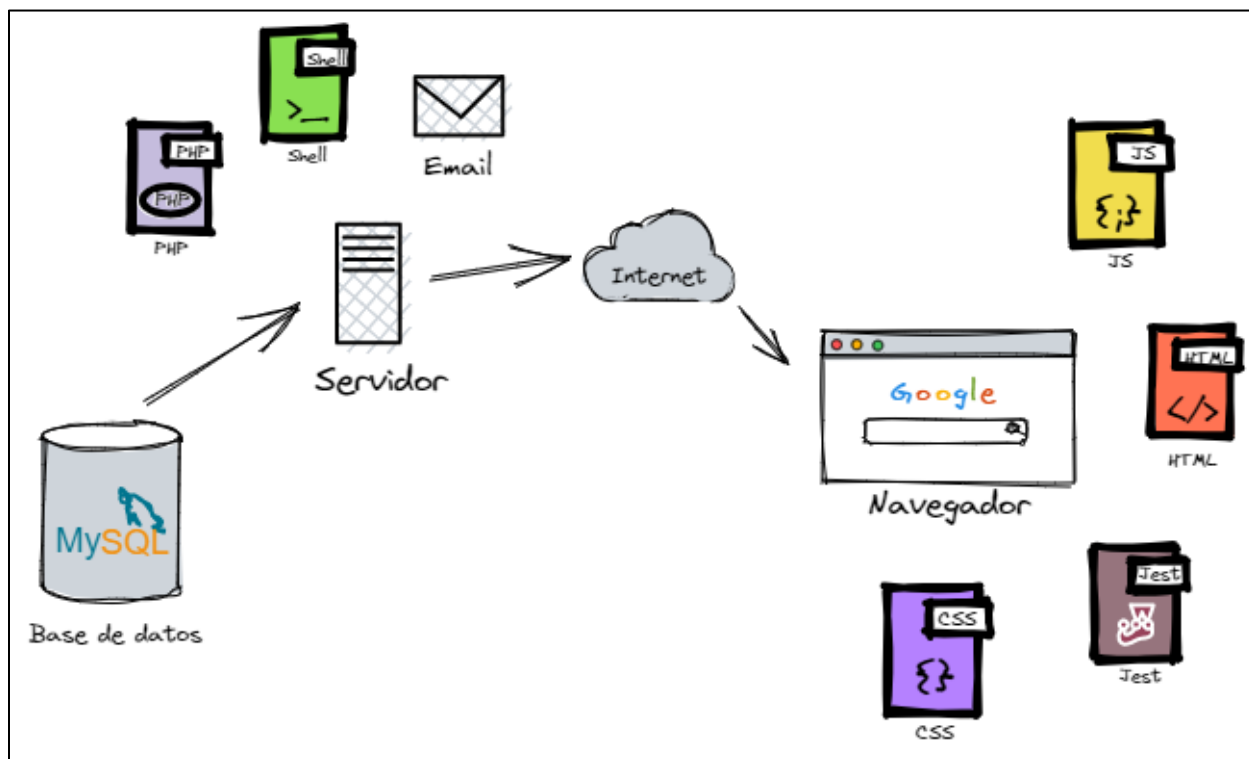 Shell
>_
Shell
PHP
PHP
PHP
Email
JS
{;}
JS
Servidor
Internet
HTML
</>
HTML
Google
Navegador
MySQL
Base de datos
Jest
Jest
CSS
{}
CSS